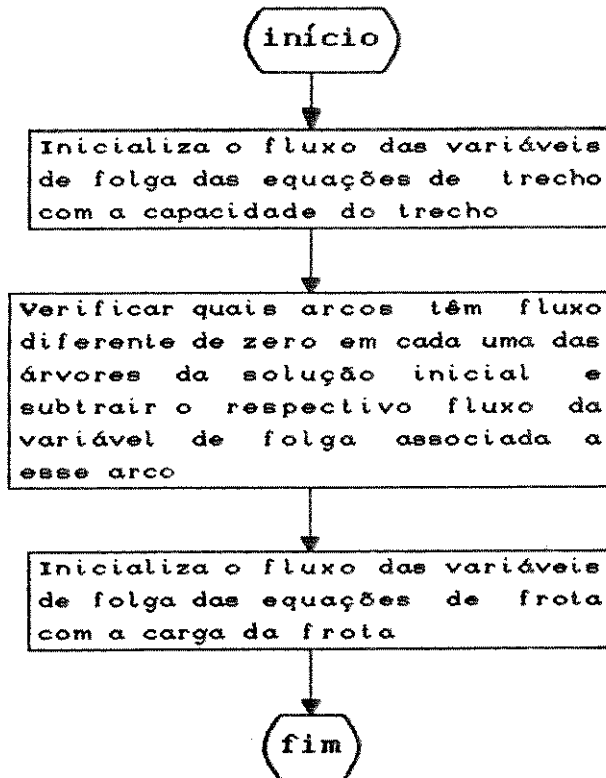 início
Inicializa o fluxo das variáveis
de folga das equações de trecho
com a capacidade do trecho
Verificar quais arcos têm fluxo
diferente de zero em cada uma das
árvores da solução inicial e
subtrair o respectivo fluxo da
variável de folga associada a
esse arco
Inicializa o fluxo das variáveis
de folga das equações de frota
com a carga da frota
fim